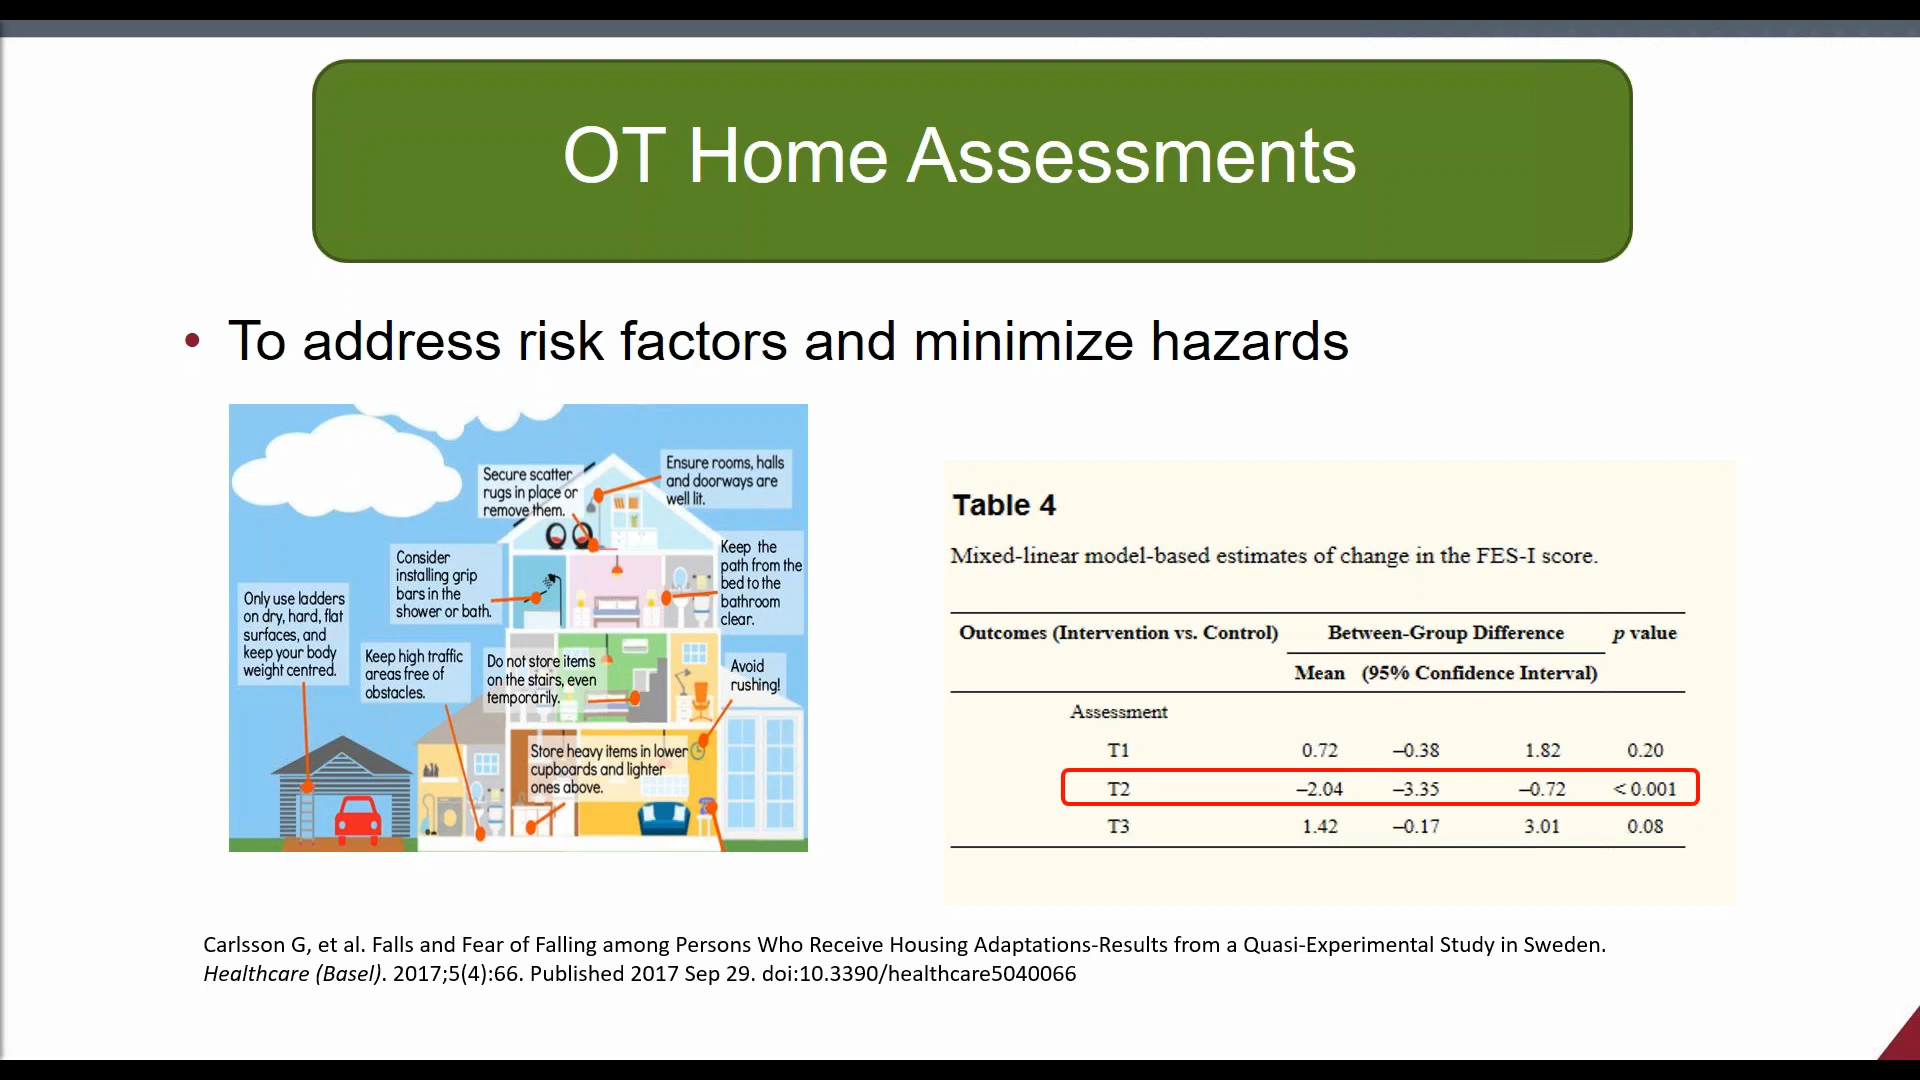 OT Home Assessments
• To address risk factors and minimize hazards
Secure scatter
rugs in place or
remove them.
Ensure rooms, halls
and doorways are
well lit.
Consider
installing grip
bars in the
shower or bath.
Keep the
path from the
bed to the
bathroom
clear.
Only use ladders
on dry, hard, flat
surfaces, and
keep your body
weight centred.
Keep high traffic
areas free of
obstacles.
Do not store items
on the stairs, even
temporarily.
Avoid
rushing!
Store heavy items in lower
cupboards and lighter
ones above.
Table 4
Mixed-linear model-based estimates of change in the FES-I score.
Outcomes (Intervention vs. Control) Between-Group Difference p value
Mean (95% Confidence Interval)
Assessment
T1 0.72 –0.38 1.82 0.20
T2 –2.04 –3.35 –0.72 < 0.001
T3 1.42 –0.17 3.01 0.08
Carlsson G, et al. Falls and Fear of Falling among Persons Who Receive Housing Adaptations-Results from a Quasi-Experimental Study in Sweden.
Healthcare (Basel). 2017;5(4):66. Published 2017 Sep 29. doi:10.3390/healthcare5040066